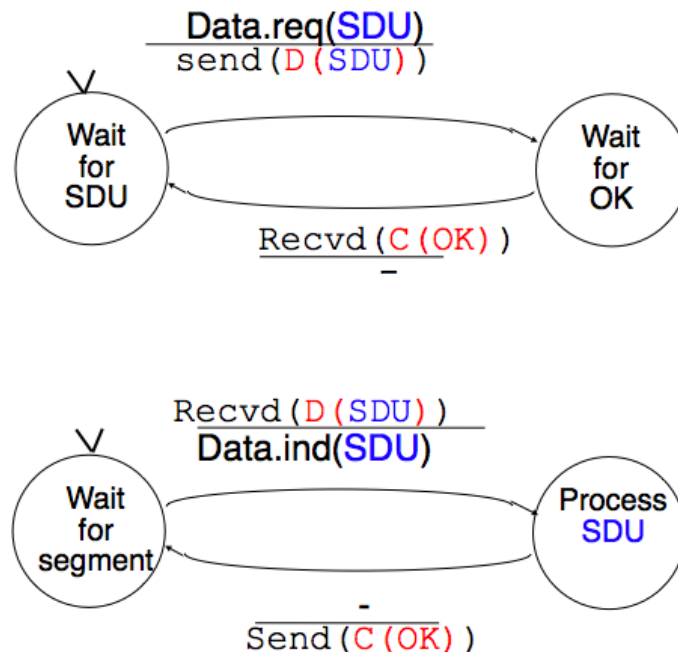 Data.req(SDU)
send(D(SDU))
Wait
for
SDU
Wait
for
OK
Recvd(C(OK))
-
Recvd(D(SDU))
Data.ind(SDU)
Wait
for
segment
Process
SDU
-
Send(C(OK))